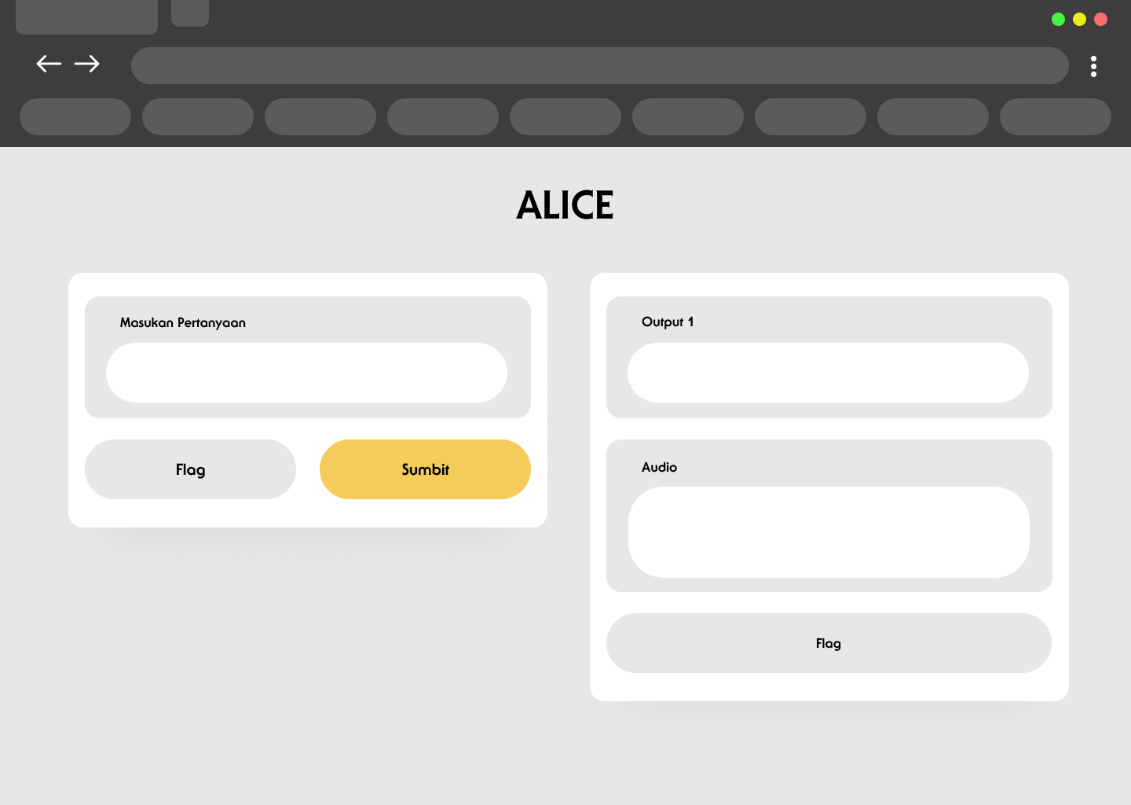 ALICE
Masukan Pertanyaan
Flag
Sumbit
Output 1
Audio
Flag